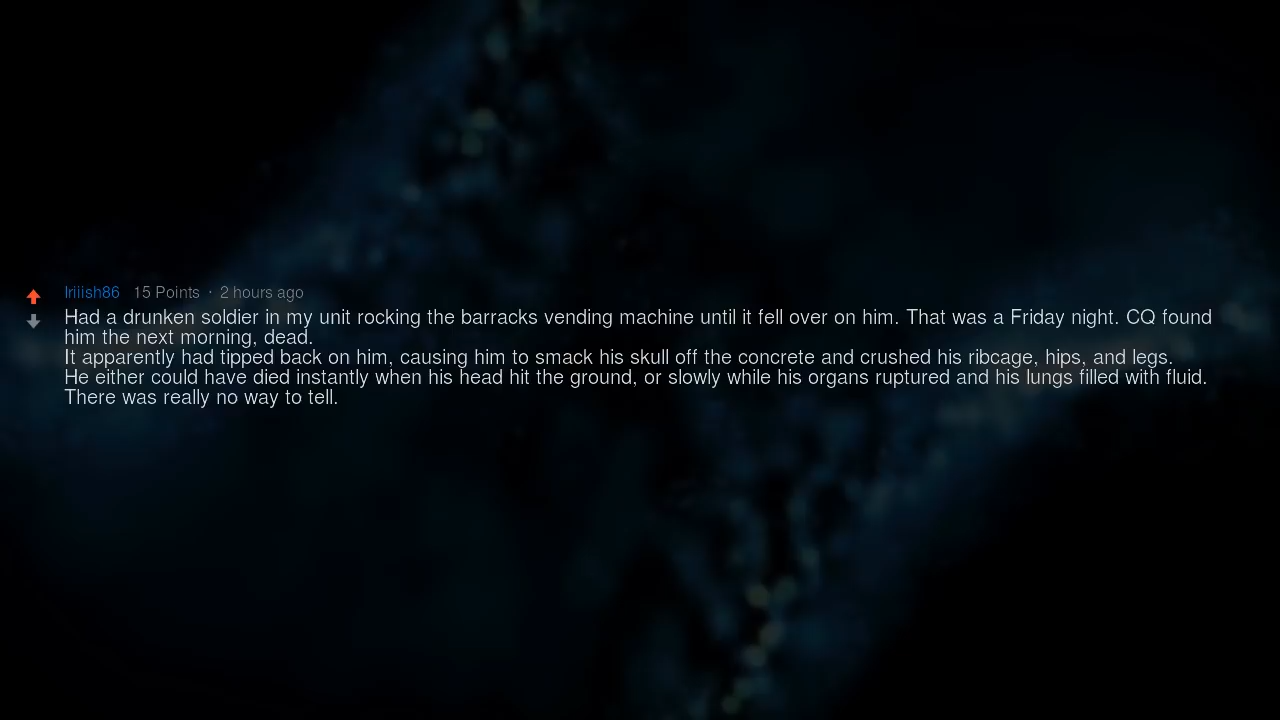 Iriiish86 15 Points · 2 hours ago
Had a drunken soldier in my unit rocking the barracks vending machine until it fell over on him. That was a Friday night. CQ found
him the next morning, dead.
It apparently had tipped back on him, causing him to smack his skull off the concrete and crushed his ribcage, hips, and legs.
He either could have died instantly when his head hit the ground, or slowly while his organs ruptured and his lungs filled with fluid.
There was really no way to tell.